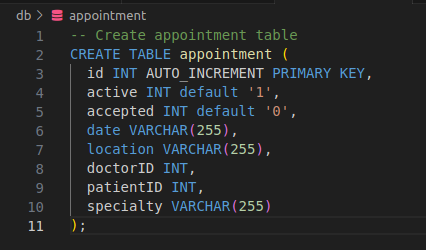 db > appointment
1 -- Create appointment table
2 CREATE TABLE appointment (
3   id INT AUTO_INCREMENT PRIMARY KEY,
4   active INT default '1',
5   accepted INT default '0',
6   date VARCHAR(255),
7   location VARCHAR(255),
8   doctorID INT,
9   patientID INT,
10   specialty VARCHAR(255)
11 );